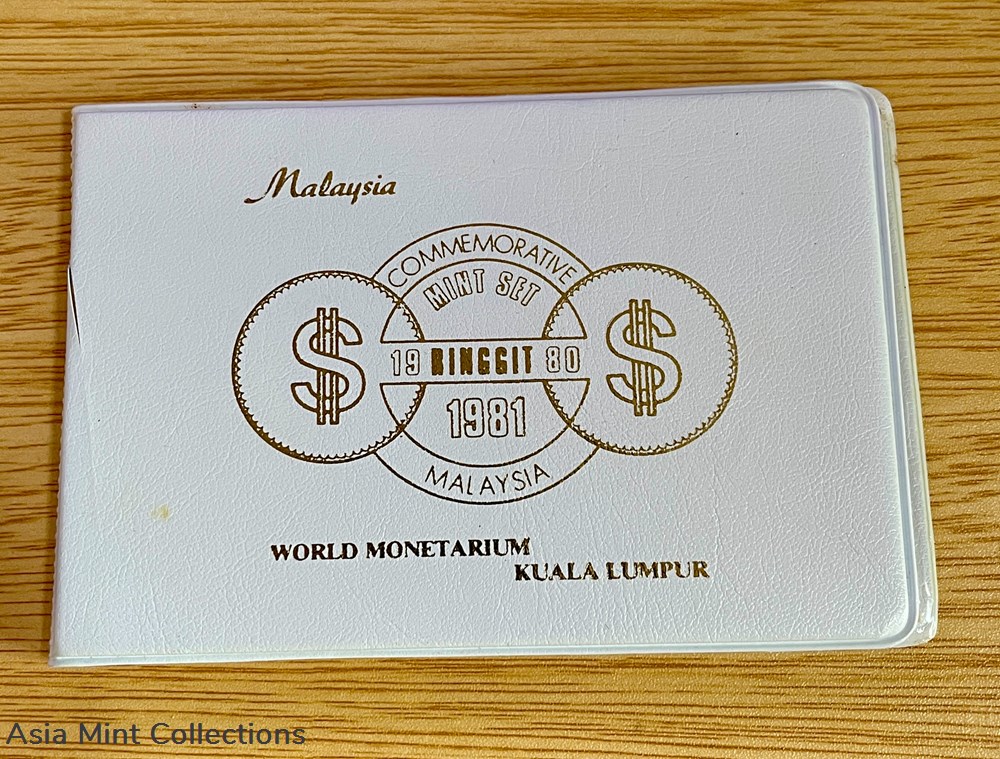 Malaysia
COMMEMORATIVE
MINT SET
$ $
19 RINGGIT 80
1981
MALAYSIA
WORLD MONETARIUM
KUALA LUMPUR
Asia Mint Collections